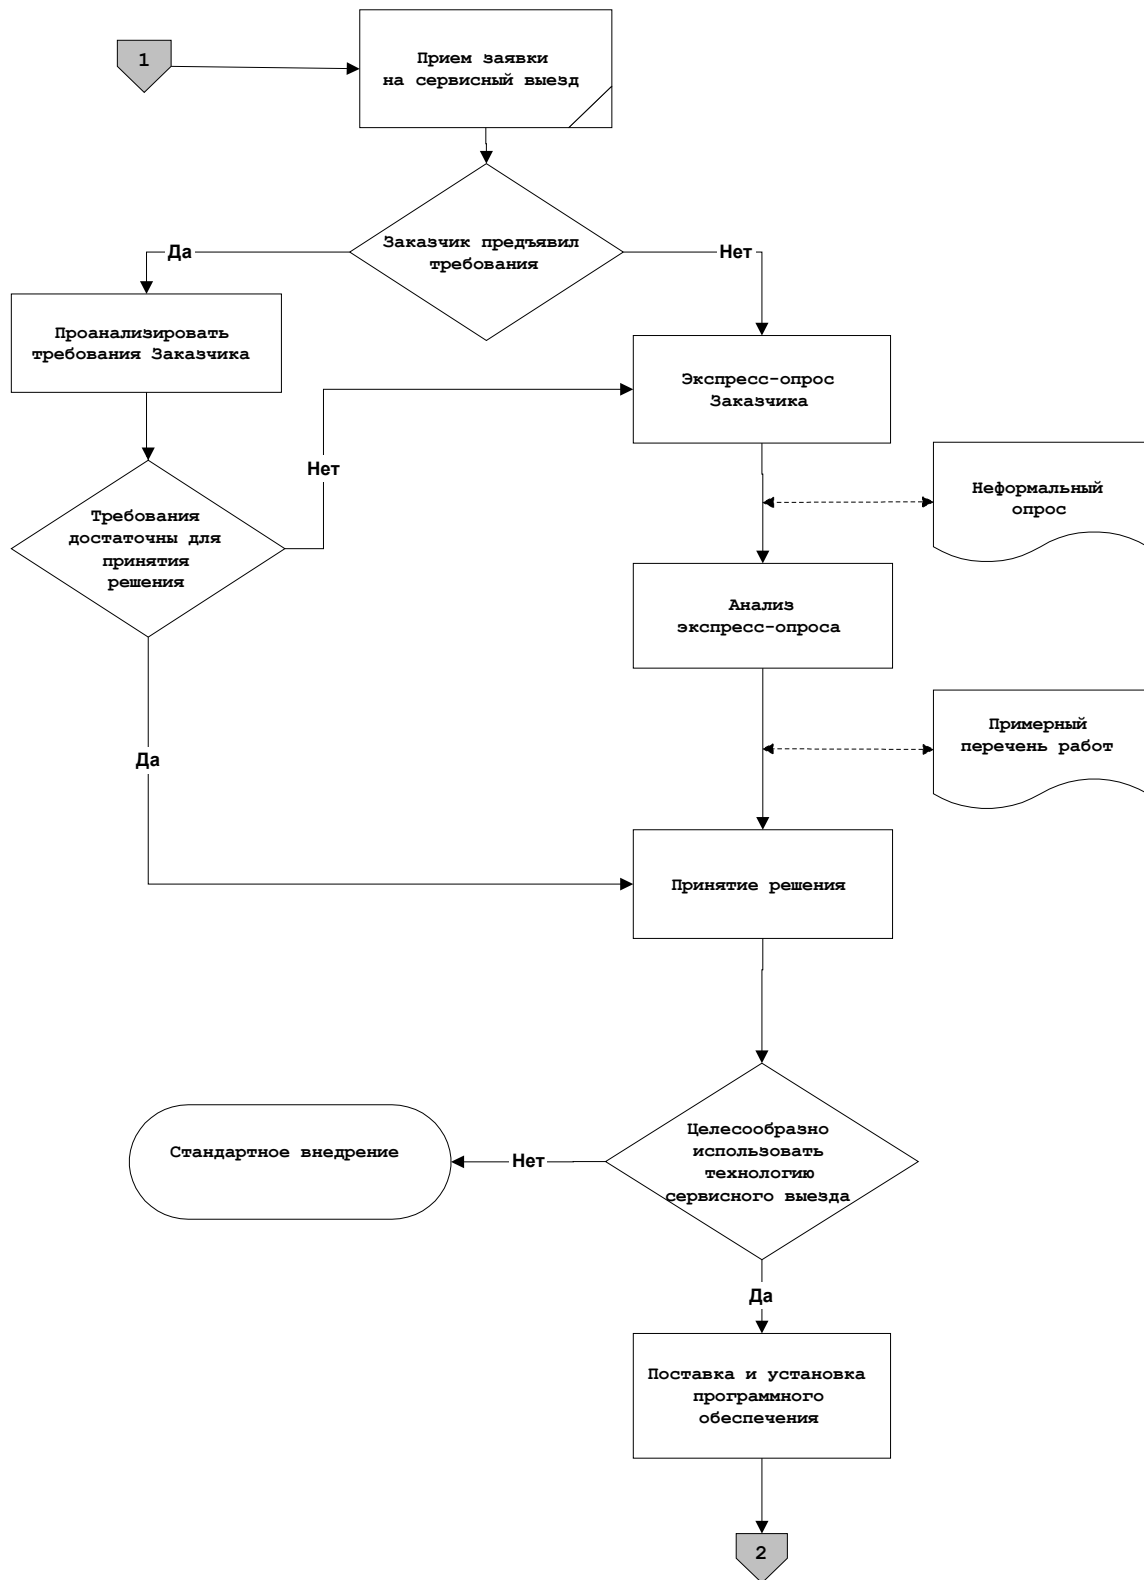 1
Прием заявки
на сервисный выезд
Заказчик предъявил
требования
Да
Нет
Проанализировать
требования Заказчика
Экспресс-опрос
Заказчика
Нет
Неформальный
опрос
Требования
достаточны для
принятия
решения
Анализ
экспресс-опроса
Примерный
перечень работ
Да
Принятие решения
Целесообразно
использовать
технологию
сервисного выезда
Стандартное внедрение
Нет
Да
Поставка и установка
программного
обеспечения
2